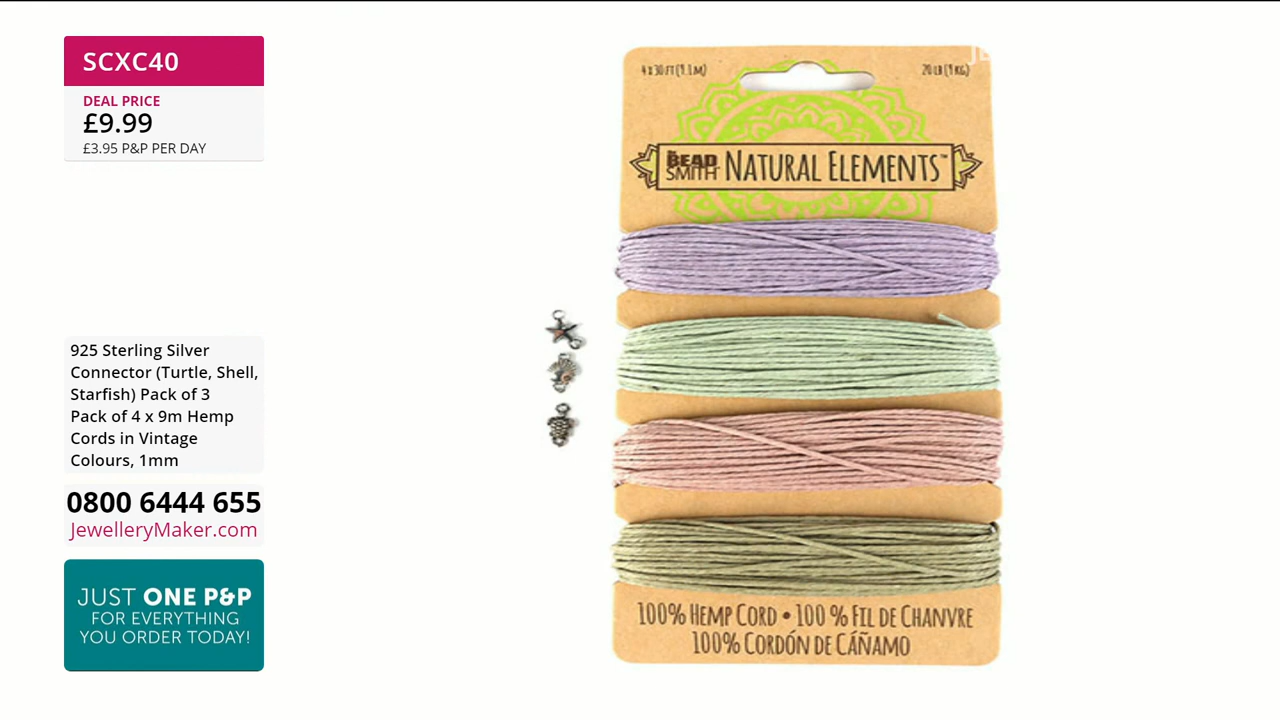 SCXC40
DEAL PRICE
£9.99
£3.95 P&P PER DAY
925 Sterling Silver
Connector (Turtle, Shell,
Starfish) Pack of 3
Pack of 4 x 9m Hemp
Cords in Vintage
Colours, 1mm
0800 6444 655
JewelleryMaker.com
JUST ONE P&P
FOR EVERYTHING
YOU ORDER TODAY!
4 x 30 FT (9.1 M)
20 LB (9 KG)
THE BEAD SMITH NATURAL ELEMENTS™
100% HEMP CORD • 100 % FIL DE CHANVRE
100% CORDÓN DE CÁÑAMO